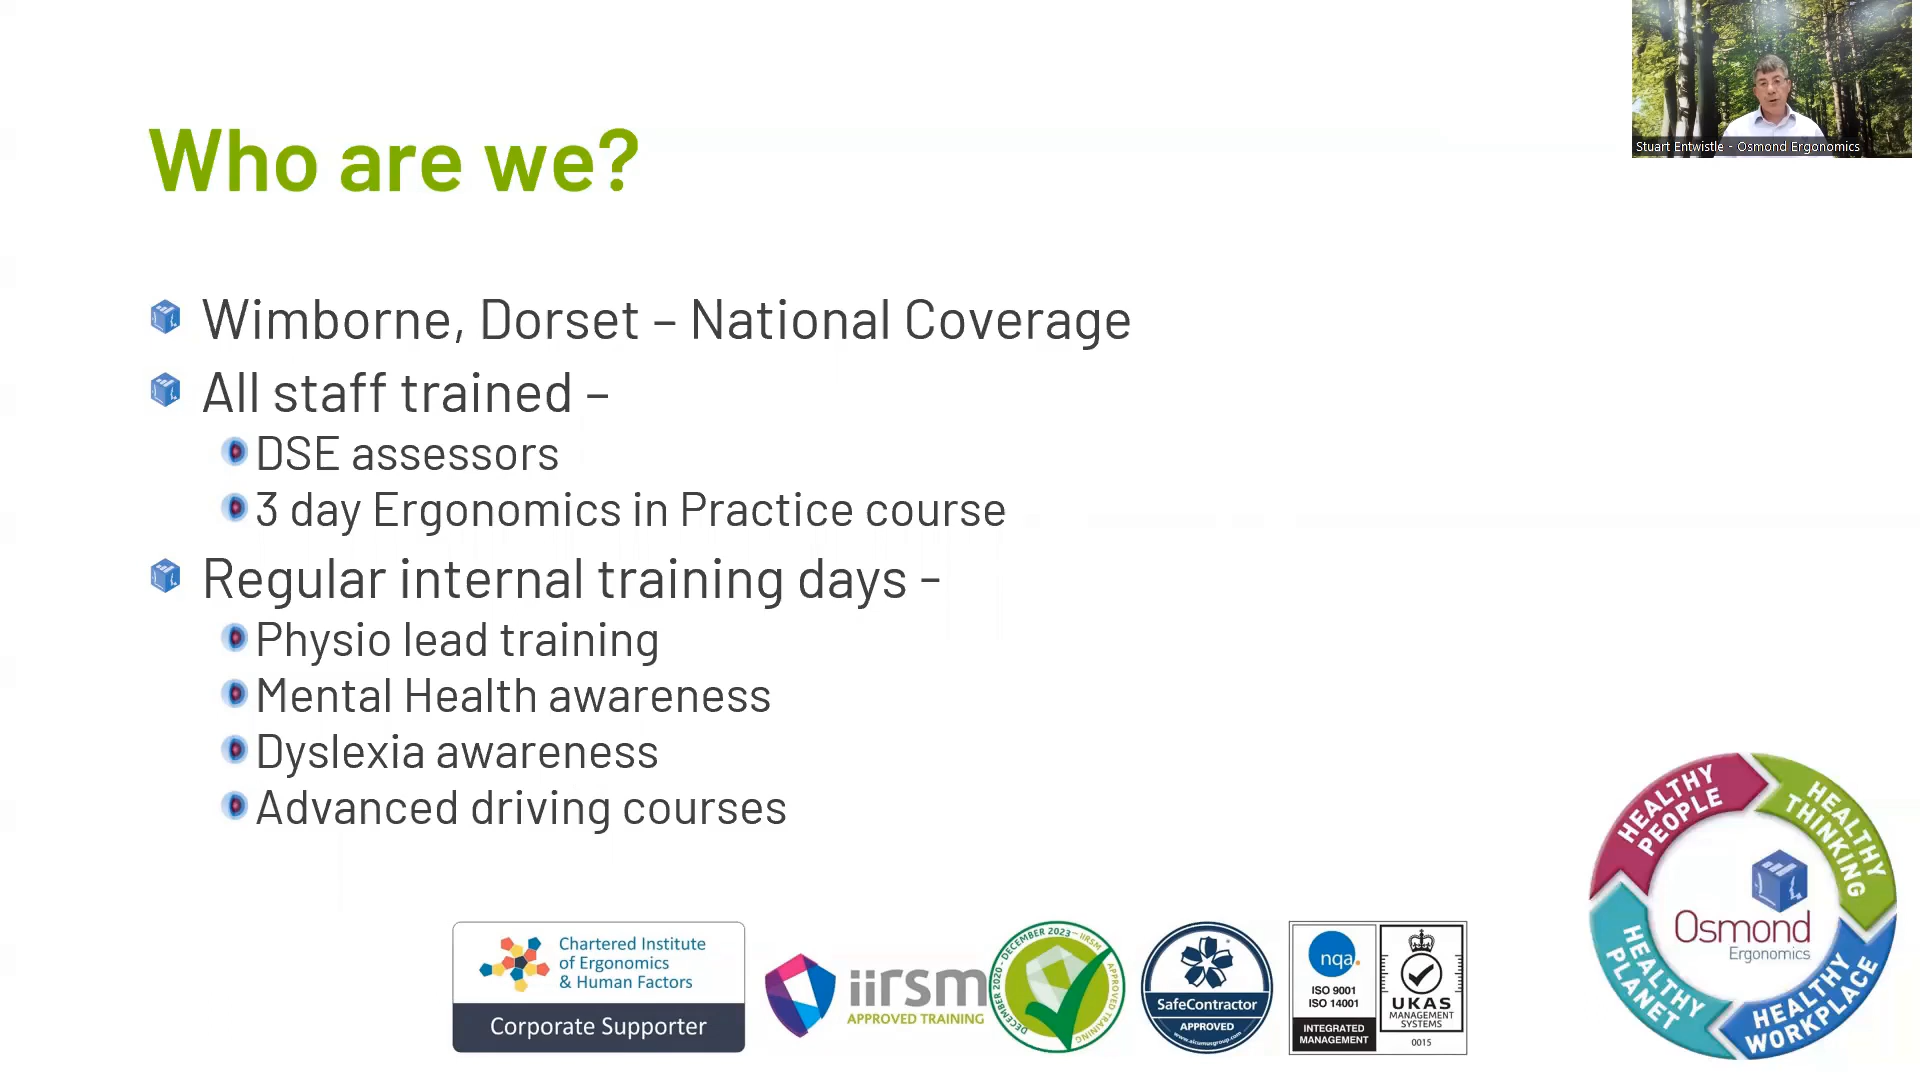 Stuart Entwistle - Osmond Ergonomics
Who are we?
Wimborne, Dorset – National Coverage
All staff trained –
DSE assessors
3 day Ergonomics in Practice course
Regular internal training days -
Physio lead training
Mental Health awareness
Dyslexia awareness
Advanced driving courses
Chartered Institute
of Ergonomics
& Human Factors
Corporate Supporter
iirsm
APPROVED TRAINING
DECEMBER 2020 - DECEMBER 2023 – IIRSM APPROVED TRAINING
SafeContractor
APPROVED
www.alcumusgroup.com
nqa.
ISO 9001
ISO 14001
INTEGRATED
MANAGEMENT
UKAS
MANAGEMENT
SYSTEMS
0015
HEALTHY
PEOPLE
HEALTHY
THINKING
HEALTHY
WORKPLACE
HEALTHY
PLANET
Osmond
Ergonomics